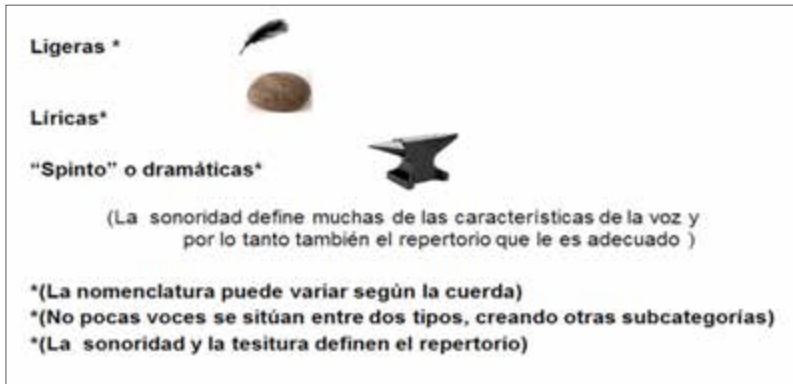 Ligeras *
Líricas*
“Spinto” o dramáticas*
(La sonoridad define muchas de las características de la voz y
por lo tanto también el repertorio que le es adecuado )
*(La nomenclatura puede variar según la cuerda)
*(No pocas voces se sitúan entre dos tipos, creando otras subcategorías)
*(La sonoridad y la tesitura definen el repertorio)